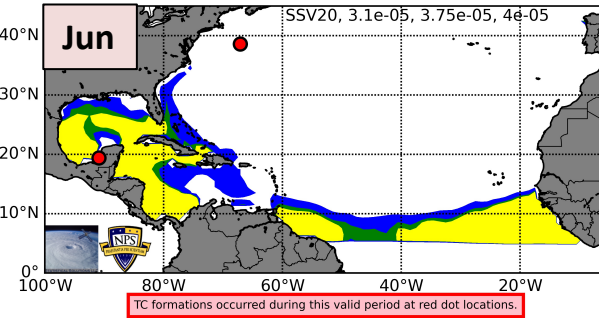 SSV20, 3.1e-05, 3.75e-05, 4e-05
Jun
40°N
30°N
20°N
10°N
0°
100°W 80°W 60°W 40°W 20°W
NPS
TC formations occurred during this valid period at red dot locations.